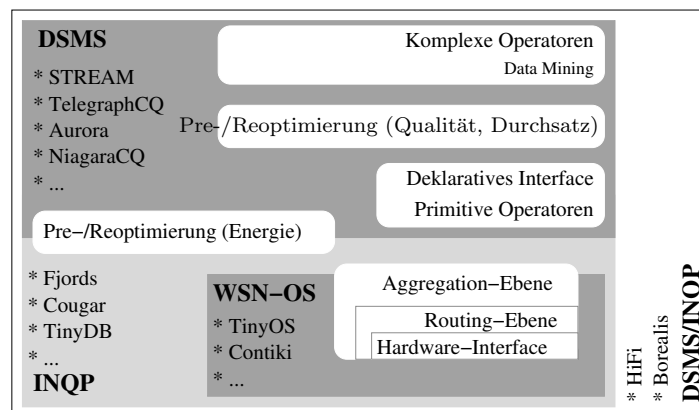 DSMS
* STREAM
* TelegraphCQ
* Aurora
* NiagaraCQ
* ...
Komplexe Operatoren
Data Mining
Pre-/Reoptimierung (Qualität, Durchsatz)
Deklaratives Interface
Primitive Operatoren
Pre−/Reoptimierung (Energie)
* Fjords
* Cougar
* TinyDB
* ...
INQP
WSN−OS
* TinyOS
* Contiki
* ...
Aggregation−Ebene
Routing−Ebene
Hardware−Interface
* HiFi
* Borealis
DSMS/INQP